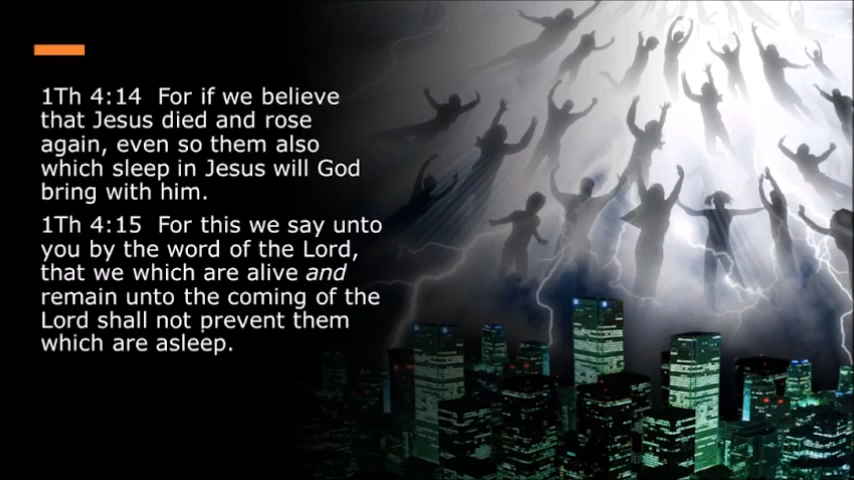 1Th 4:14  For if we believe
that Jesus died and rose
again, even so them also
which sleep in Jesus will God
bring with him.
1Th 4:15  For this we say unto
you by the word of the Lord,
that we which are alive and
remain unto the coming of the
Lord shall not prevent them
which are asleep.